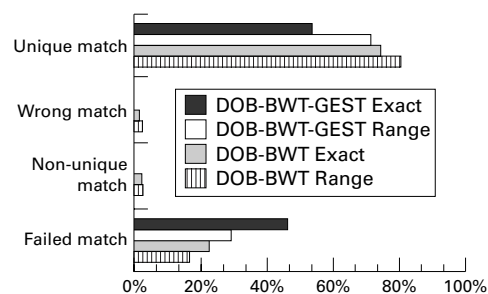 Unique match
Wrong match
Non-unique
match
Failed match
DOB-BWT-GEST Exact
DOB-BWT-GEST Range
DOB-BWT Exact
DOB-BWT Range
0% 20% 40% 60% 80% 100%